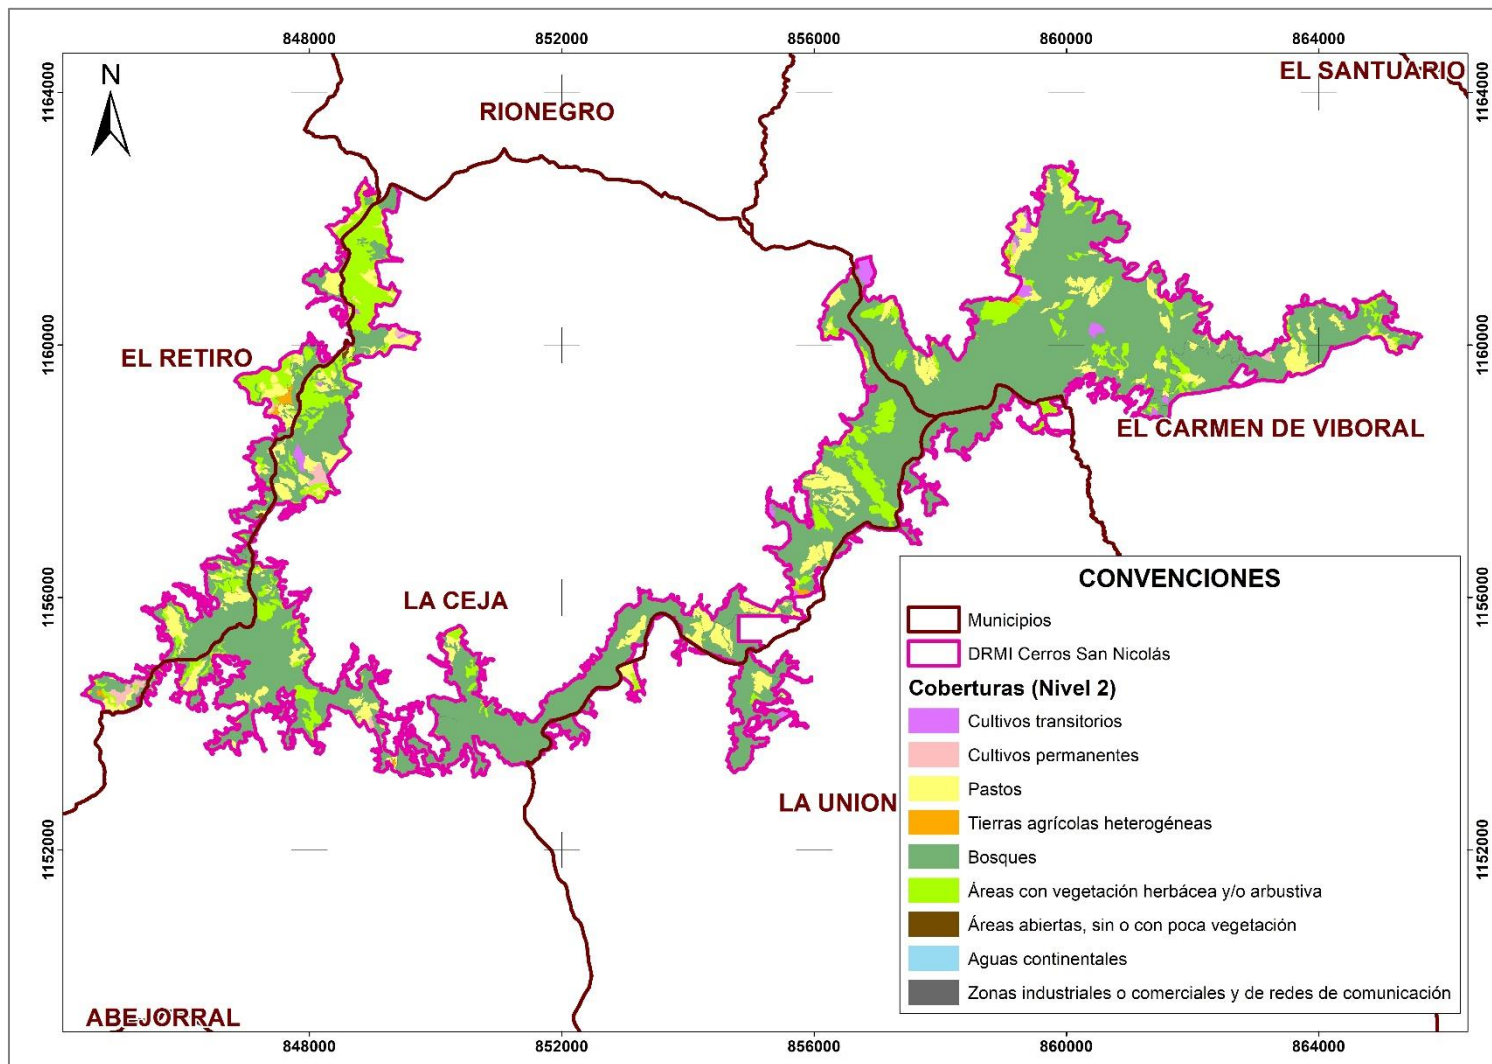 848000 852000 856000 860000 864000
N
EL SANTUARIO
1164000 1164000
RIONEGRO
1160000 1160000
EL RETIRO
EL CARMEN DE VIBORAL
1156000 1156000
LA CEJA
LA UNION
1152000 1152000
ABEJORRAL
CONVENCIONES
Municipios
DRMI Cerros San Nicolás
Coberturas (Nivel 2)
Cultivos transitorios
Cultivos permanentes
Pastos
Tierras agrícolas heterogéneas
Bosques
Áreas con vegetación herbácea y/o arbustiva
Áreas abiertas, sin o con poca vegetación
Aguas continentales
Zonas industriales o comerciales y de redes de comunicación
848000 852000 856000 860000 864000